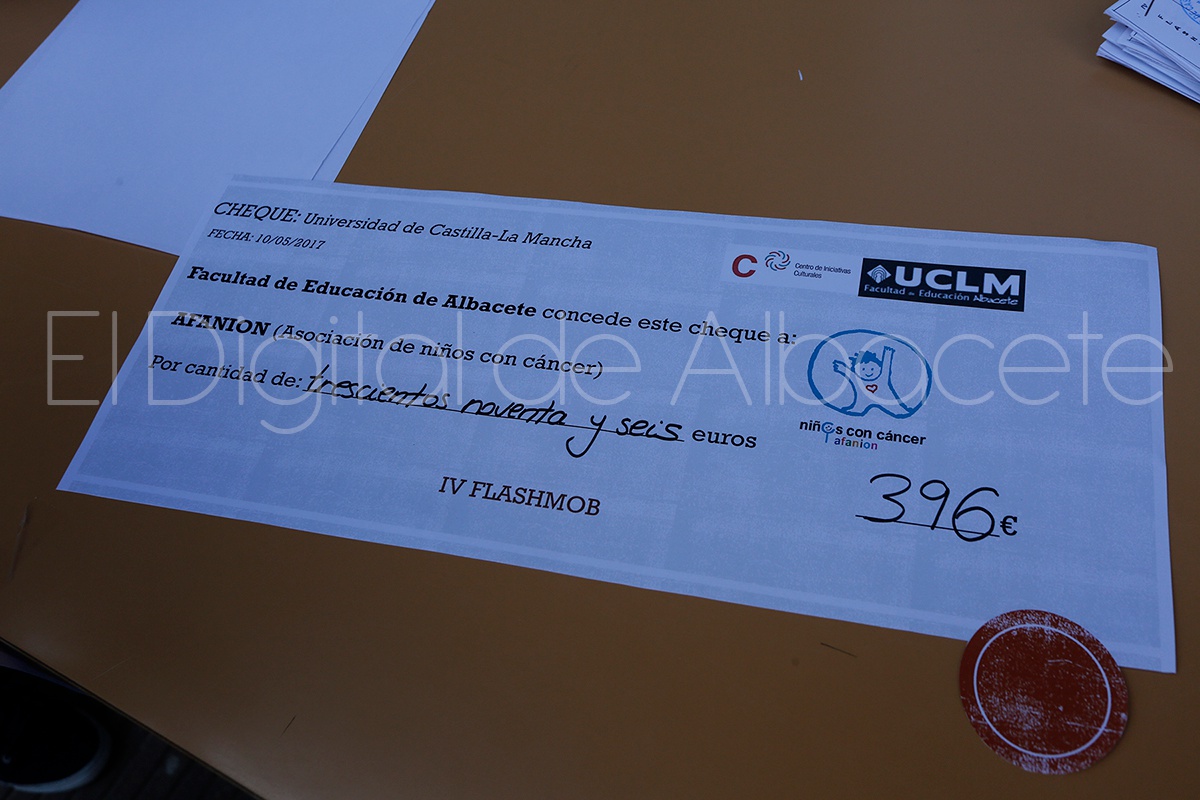 CHEQUE: Universidad de Castilla-La Mancha
FECHA: 10/05/2017
C
Centro de Iniciativas
Culturales
UCLM
Facultad de Educación Albacete
Facultad de Educación de Albacete concede este cheque a:
AFANION (Asociación de niños con cáncer)
Por cantidad de: trescientos noventa y seis euros
niños con cáncer
afanion
IV FLASHMOB
396€
El Digital de Albacete